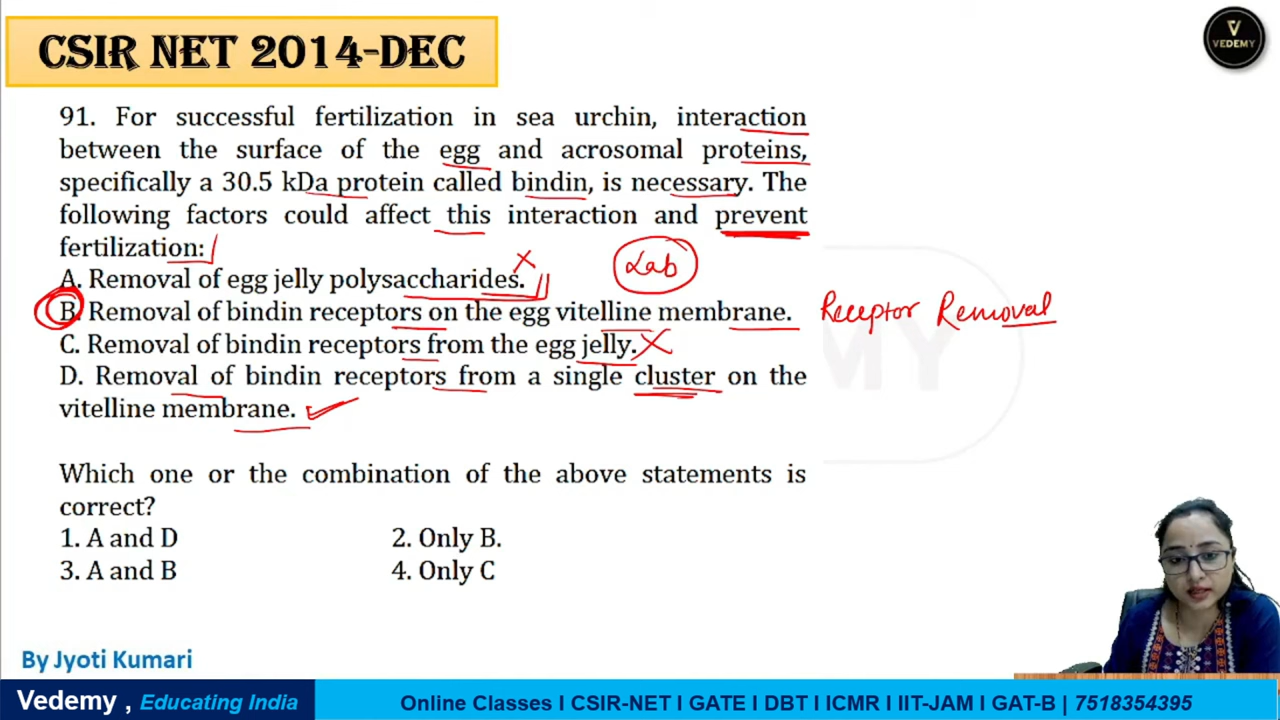 CSIR NET 2014-DEC
V
VEDEMY
91. For successful fertilization in sea urchin, interaction
between the surface of the egg and acrosomal proteins,
specifically a 30.5 kDa protein called bindin, is necessary. The
following factors could affect this interaction and prevent
fertilization:
A. Removal of egg jelly polysaccharides.
Lab
B. Removal of bindin receptors on the egg vitelline membrane. Receptor Removal
C. Removal of bindin receptors from the egg jelly.
D. Removal of bindin receptors from a single cluster on the
vitelline membrane.
Which one or the combination of the above statements is
correct?
1. A and D 2. Only B.
3. A and B 4. Only C
By Jyoti Kumari
Vedemy , Educating India Online Classes I CSIR-NET I GATE I DBT I ICMR I IIT-JAM I GAT-B | 7518354395